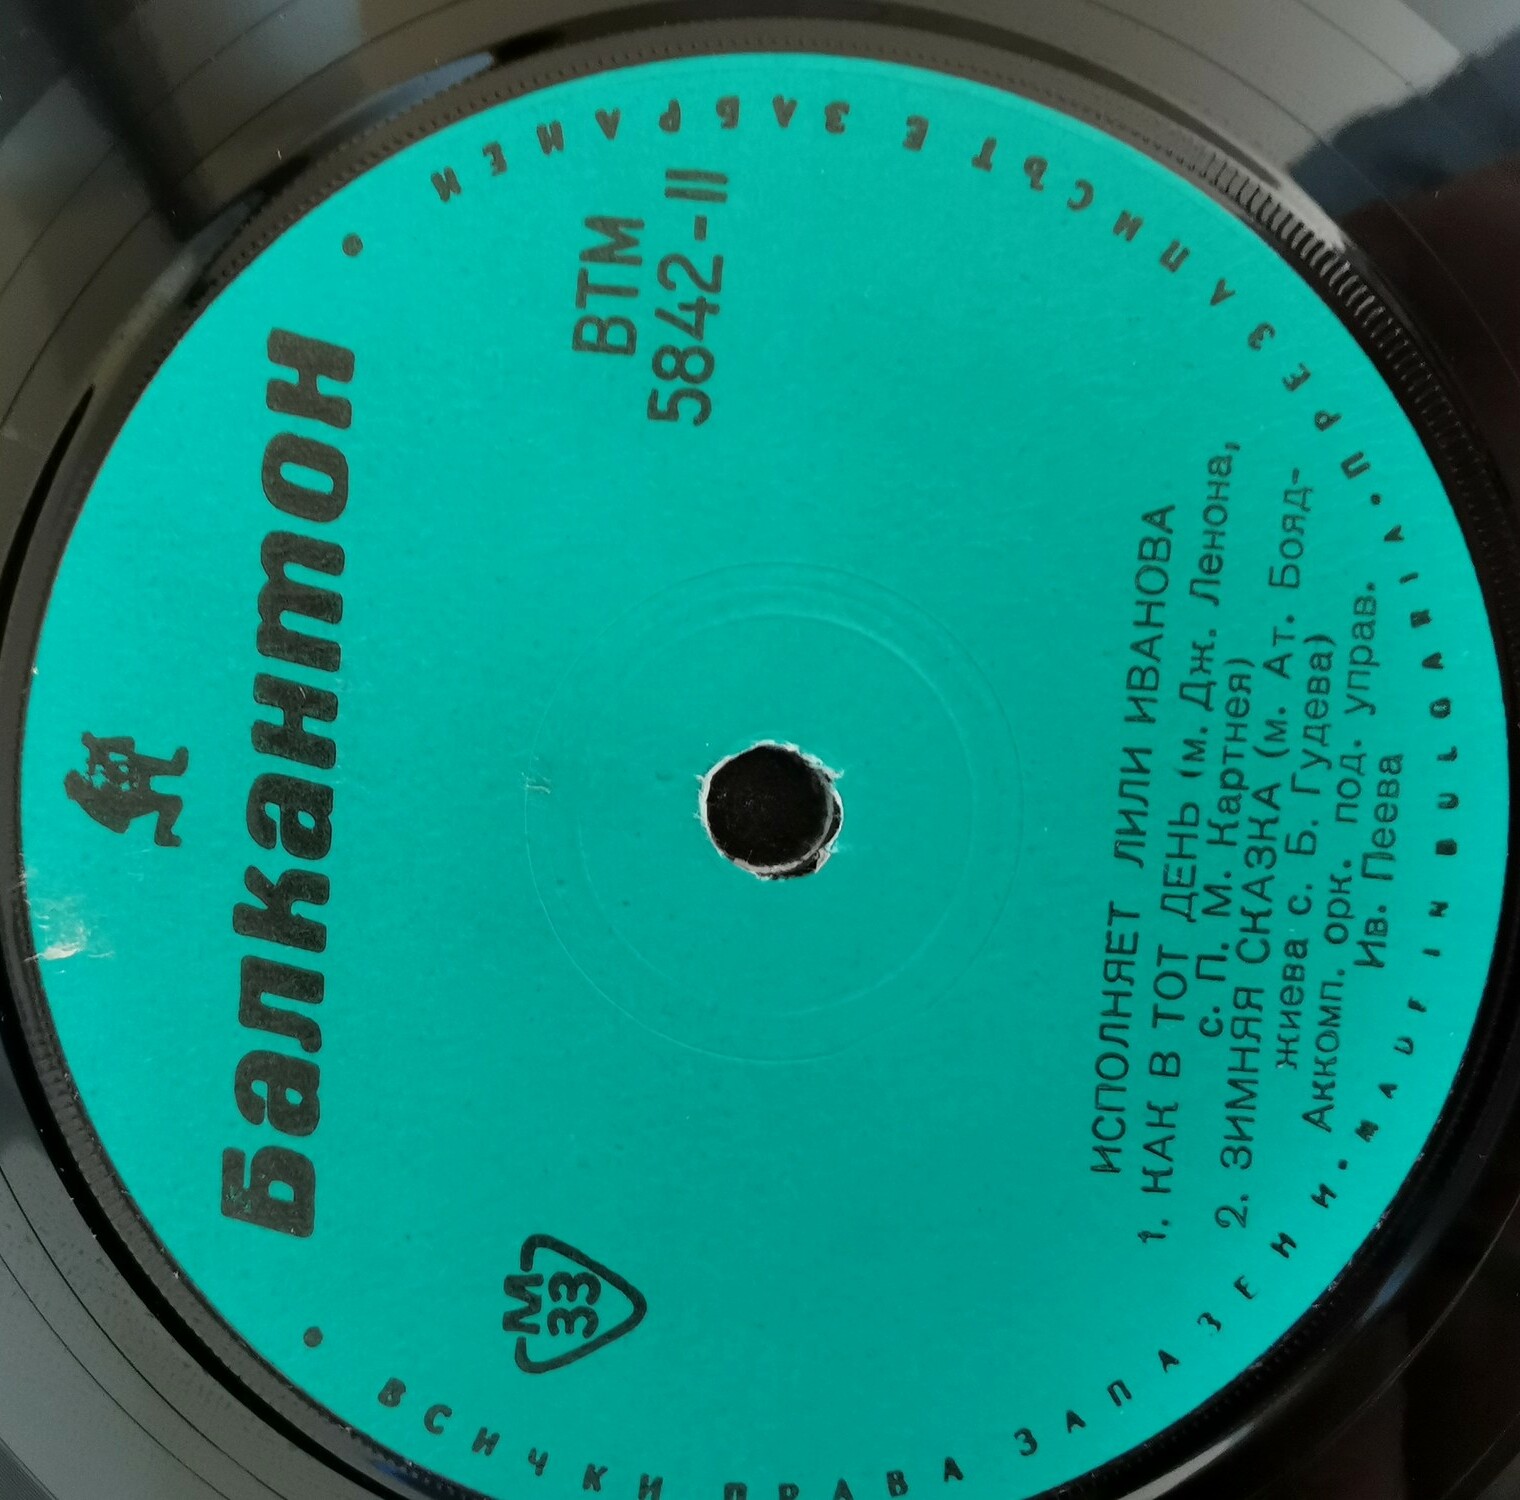 Балкантон
М
33
ВТМ
5842-II
ИСПОЛНЯЕТ ЛИЛИ ИВАНОВА
1. КАК В ТОТ ДЕНЬ (м. Дж. Ленона,
с. П. М. Картнея)
2. ЗИМНЯЯ СКАЗКА (м. Ат. Бояд-
жиева с. Б. Гудева)
Аккомп. орк. под. управ.
Ив. Пеева
• ВСИЧКИ ПРАВА ЗАПАЗЕНИ • MADE IN BULGARIA • ПРЕЗАПИСЪТЕ ЗАБРАНЕН •